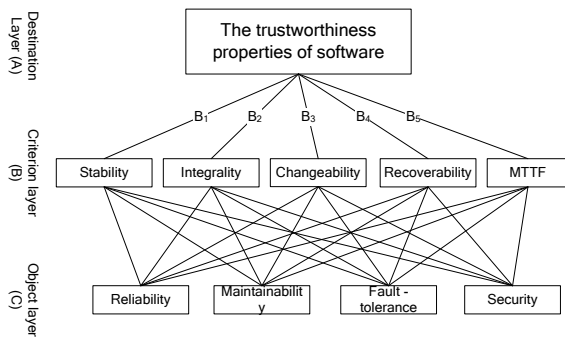 Destination
Layer (A)
The trustworthiness
properties of software
B1
B2
B3
B4
B5
Criterion layer
(B)
Stability
Integrality
Changeability
Recoverability
MTTF
Object layer
(C)
Reliability
Maintainabilit
y
Fault -
tolerance
Security